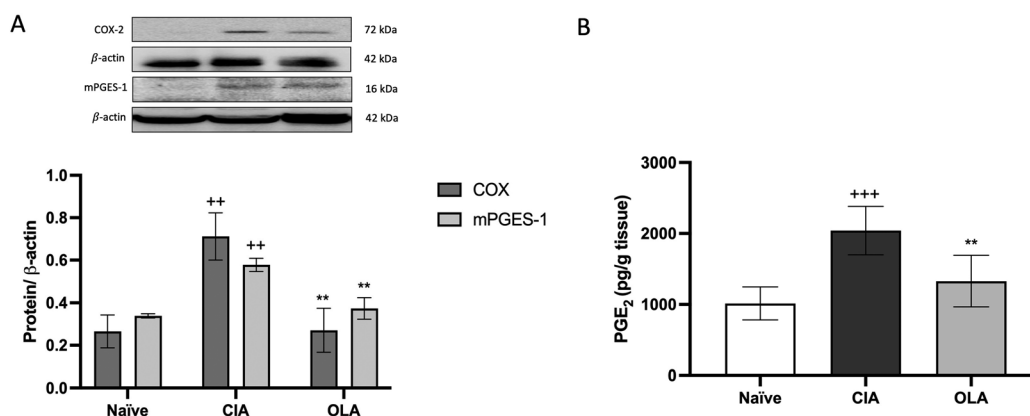 A
COX-2 72 kDa
β-actin 42 kDa
mPGES-1 16 kDa
β-actin 42 kDa
Protein/ β-actin
1.0
0.8
0.6
0.4
0.2
0.0
++
++
**
**
Naïve CIA OLA
COX
mPGES-1
B
PGE₂ (pg/g tissue)
3000
2000
1000
0
+++
**
Naïve CIA OLA